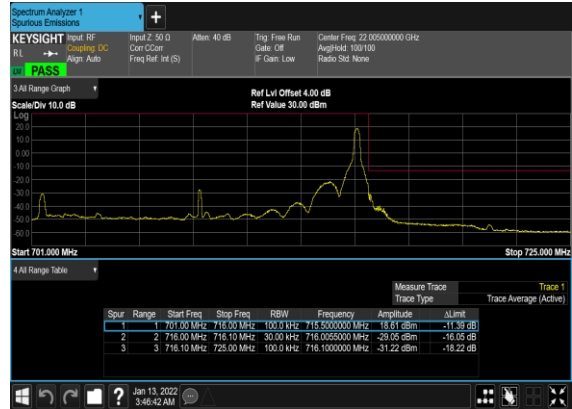 Spectrum Analyzer 1
Spurious Emissions
KEYSIGHT Input: RF Input Z: 50 Ω Atten: 40 dB Trig: Free Run Center Freq: 22.005000000 GHz
RL Coupling: DC Corr CCorr Gate: Off Avg|Hold: 100/100
Align: Auto Freq Ref: Int (S) IF Gain: Low Radio Std: None
PASS
3 All Range Graph
Ref Lvl Offset 4.00 dB
Scale/Div 10.0 dB Ref Value 30.00 dBm
Log
20.0
10.0
0.00
-10.0
-20.0
-30.0
-40.0
-50.0
-60.0
Start 701.000 MHz Stop 725.000 MHz
4 All Range Table
Measure Trace Trace 1
Trace Type Trace Average (Active)
Spur Range Start Freq Stop Freq RBW Frequency Amplitude ΔLimit
1 1 701.00 MHz 716.00 MHz 100.0 kHz 715.5000000 MHz 18.61 dBm -11.39 dB
2 2 716.00 MHz 716.10 MHz 30.00 kHz 716.0055000 MHz -29.05 dBm -16.05 dB
3 3 716.10 MHz 725.00 MHz 100.0 kHz 716.1000000 MHz -31.22 dBm -18.22 dB
? Jan 13, 2022
3:46:42 AM